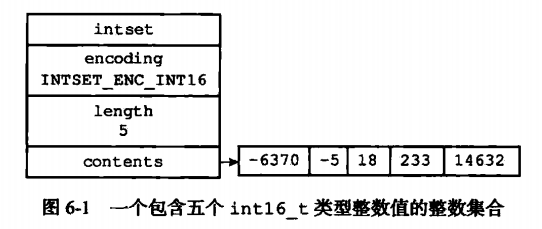 intset
encoding
INTSET_ENC_INT16
length
5
contents
-6370 -5 18 233 14632
图 6-1 一个包含五个 int16_t 类型整数值的整数集合